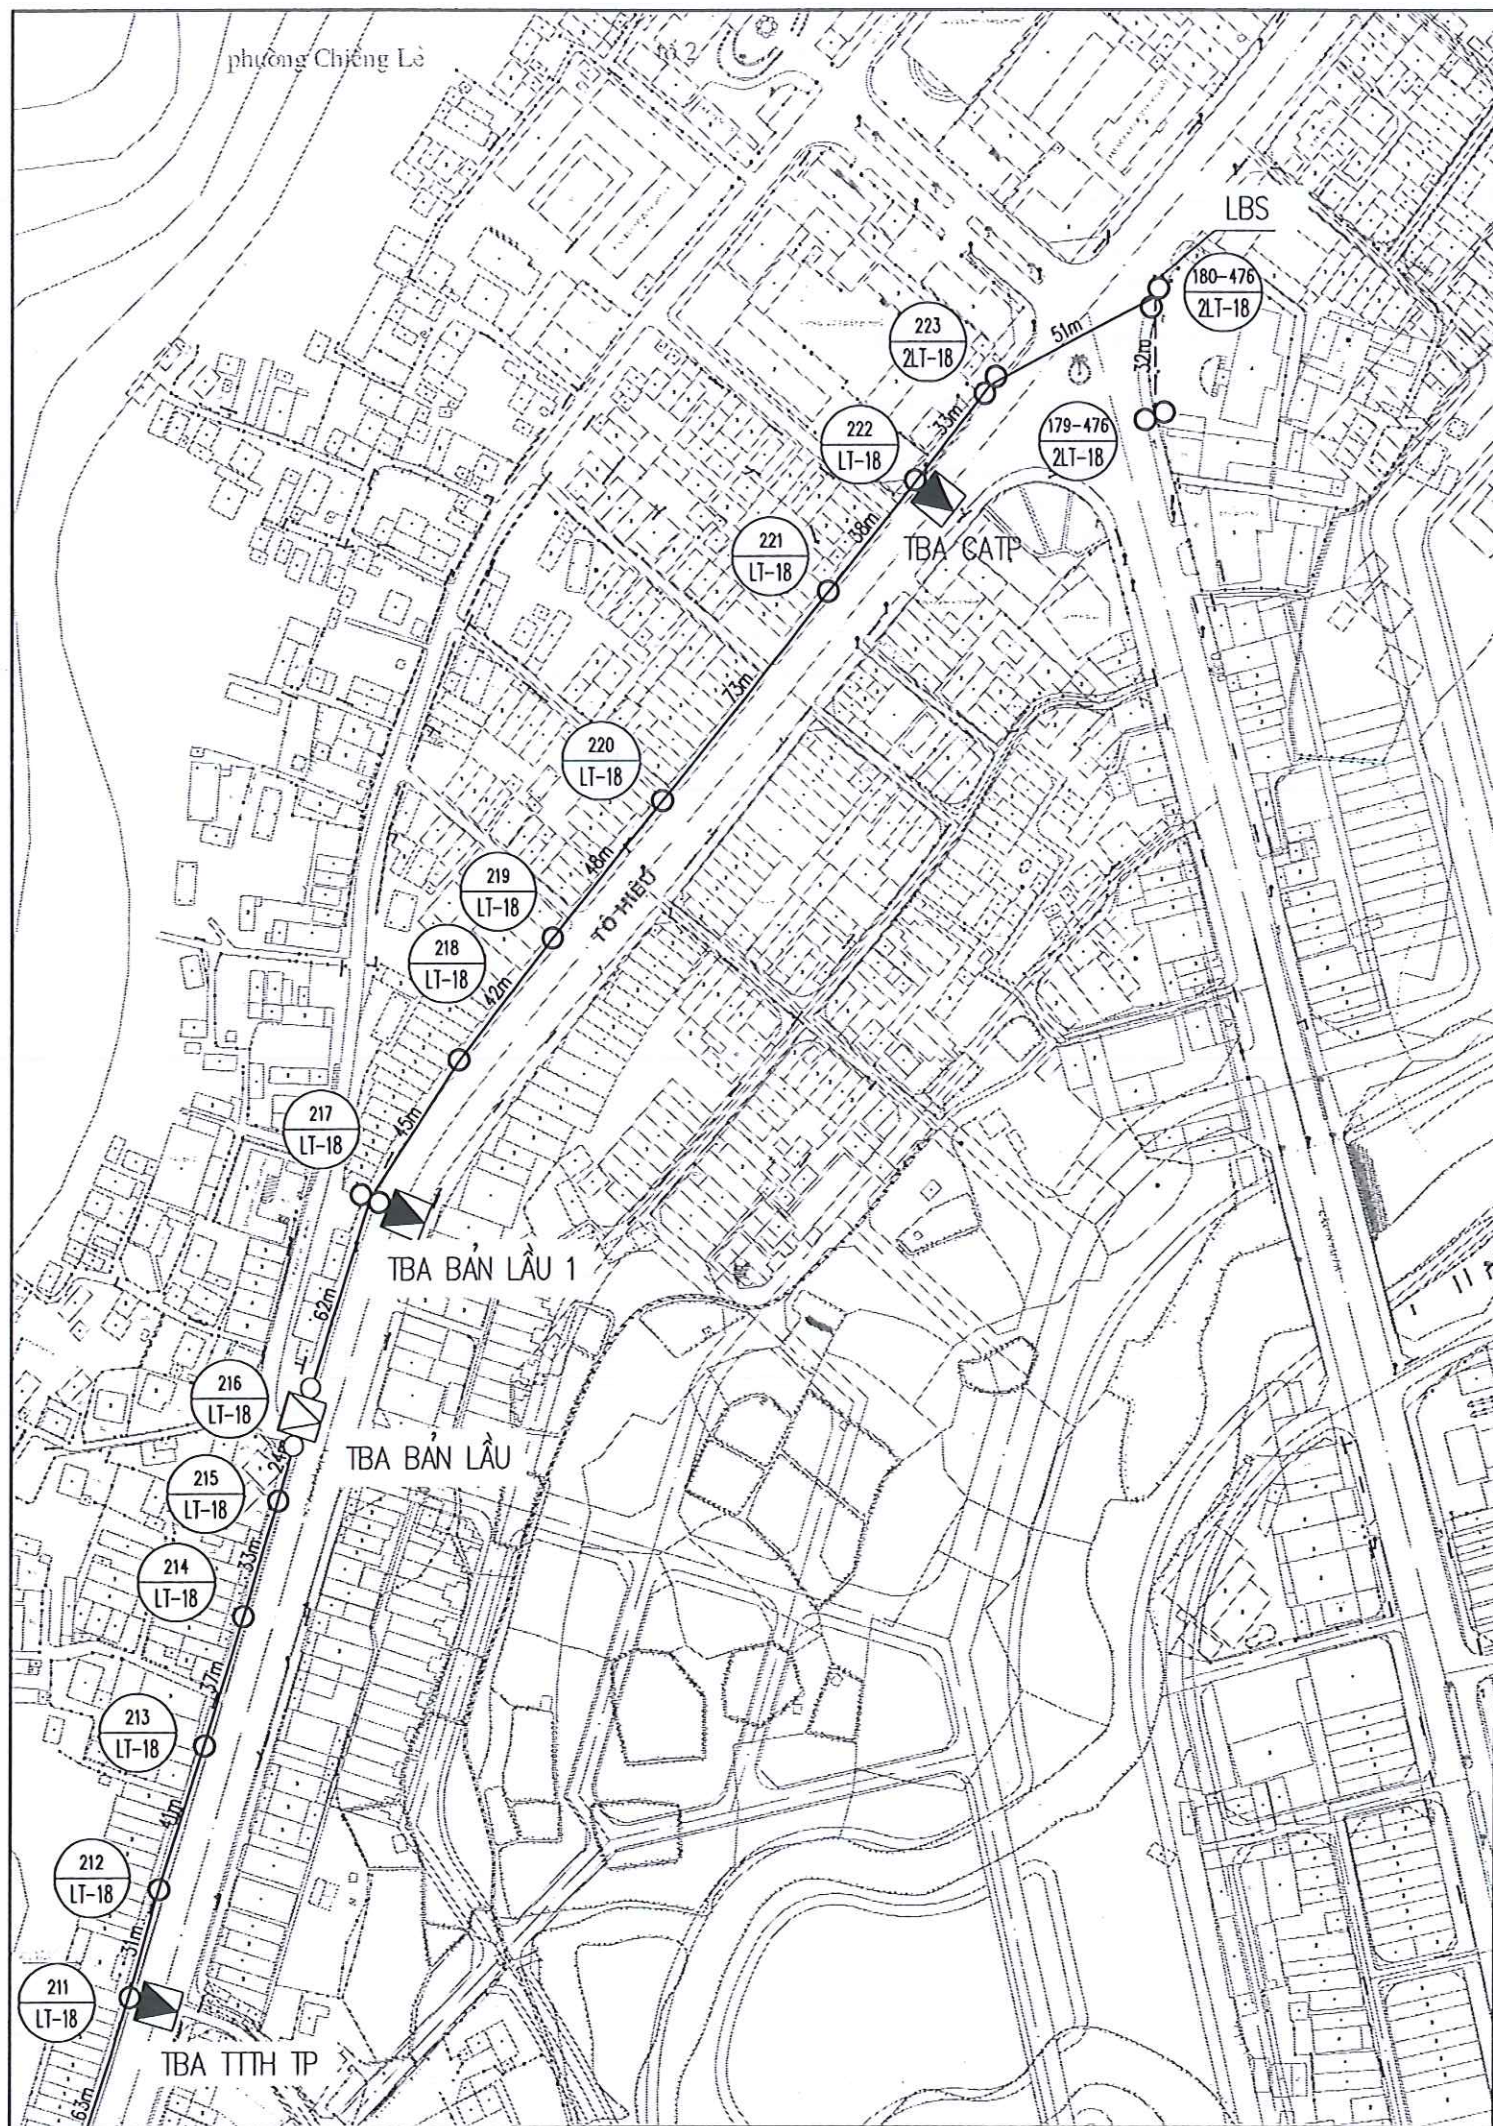 phường Chiềng Lề
tổ 2
LBS
180-476
2LT-18
223
2LT-18
51m
32m
33m
222
LT-18
179-476
2LT-18
38m
TBA CATP
221
LT-18
73m
220
LT-18
48m
TÔ HIỆU
219
LT-18
218
LT-18
42m
217
LT-18
45m
TBA BẢN LẦU 1
62m
216
LT-18
TBA BẢN LẦU
215
LT-18
33m
214
LT-18
37m
213
LT-18
41m
212
LT-18
31m
211
LT-18
TBA TTTH TP
63m